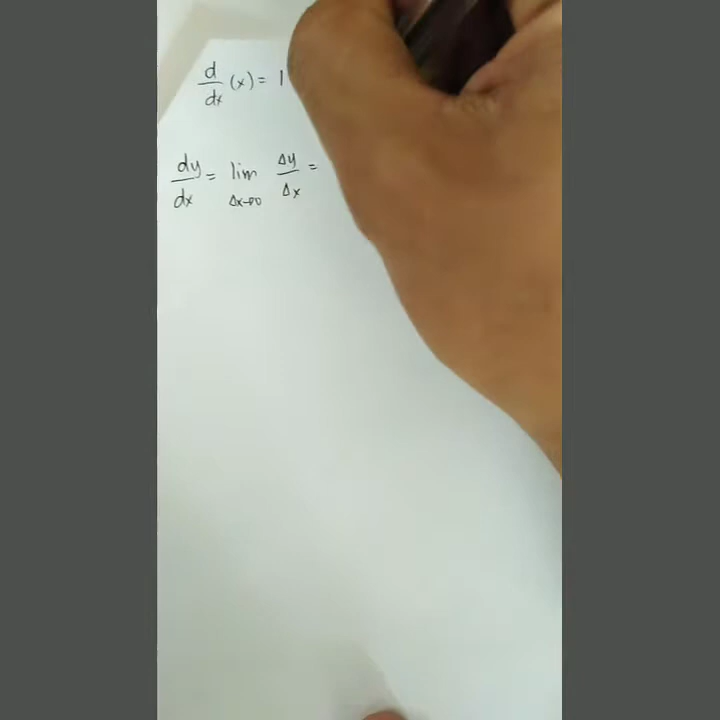 d/dx (x) = 1
dy/dx = lim Δx→0 Δy/Δx =